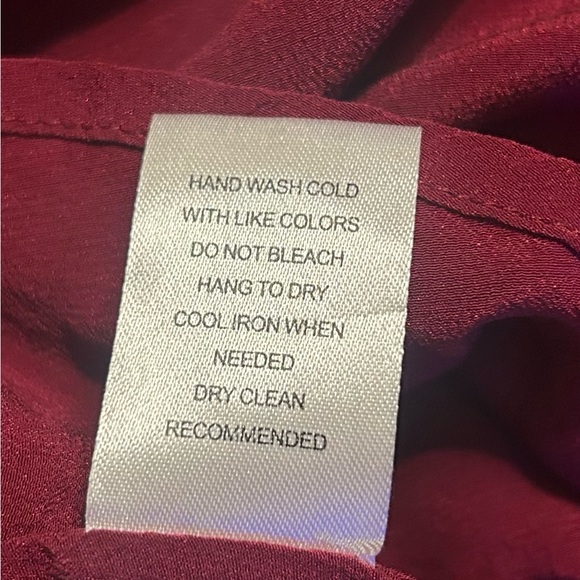 HAND WASH COLD
WITH LIKE COLORS
DO NOT BLEACH
HANG TO DRY
COOL IRON WHEN
NEEDED
DRY CLEAN
RECOMMENDED